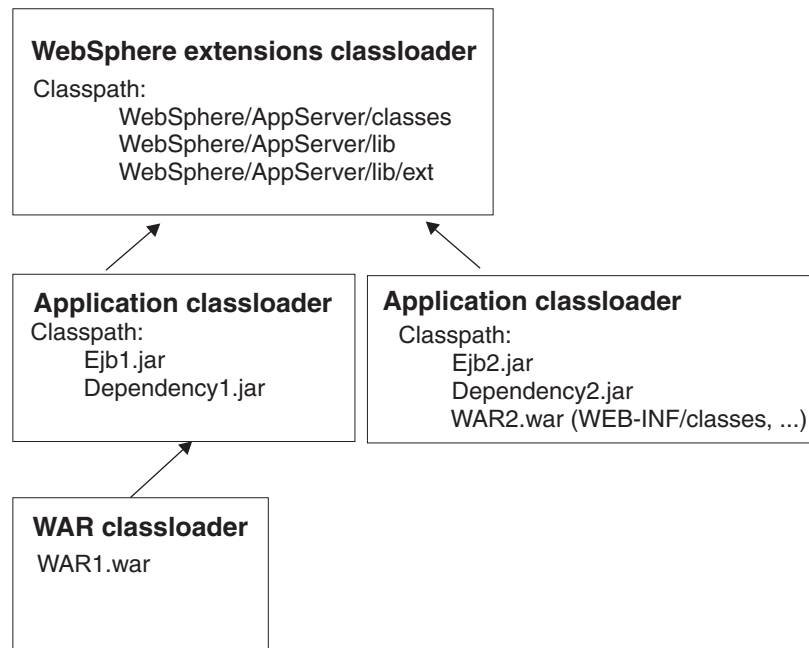 WebSphere extensions classloader
Classpath:
WebSphere/AppServer/classes
WebSphere/AppServer/lib
WebSphere/AppServer/lib/ext
Application classloader
Classpath:
Ejb1.jar
Dependency1.jar
Application classloader
Classpath:
Ejb2.jar
Dependency2.jar
WAR2.war (WEB-INF/classes, ...)
WAR classloader
WAR1.war